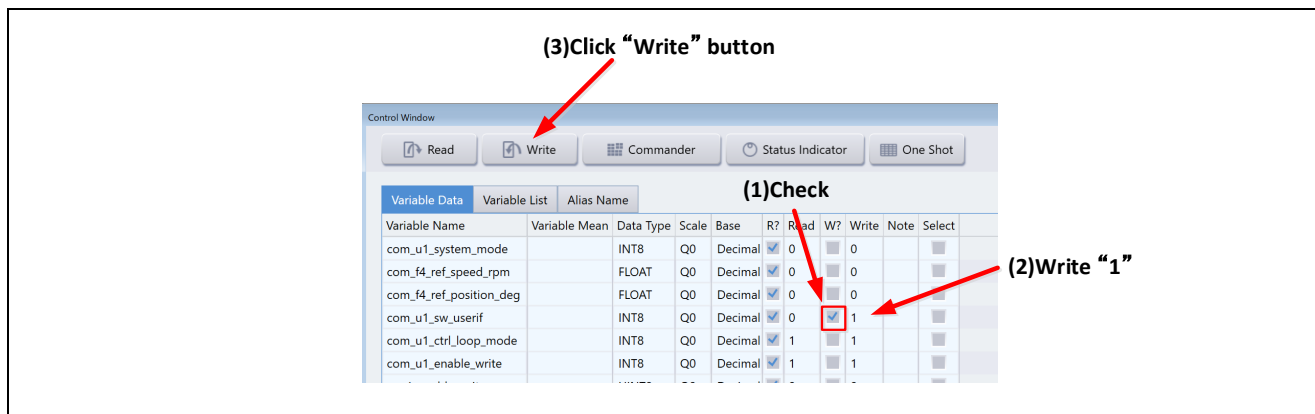 (3)Click “Write” button
Control Window
Read Write Commander Status Indicator One Shot
(1)Check
Variable Data Variable List Alias Name
Variable Name Variable Mean Data Type Scale Base R? Read W? Write Note Select
com_u1_system_mode INT8 Q0 Decimal 0 0
com_f4_ref_speed_rpm FLOAT Q0 Decimal 0 0
(2)Write “1”
com_f4_ref_position_deg FLOAT Q0 Decimal 0 0
com_u1_sw_userif INT8 Q0 Decimal 0 1
com_u1_ctrl_loop_mode INT8 Q0 Decimal 1 1
com_u1_enable_write INT8 Q0 Decimal 1 1